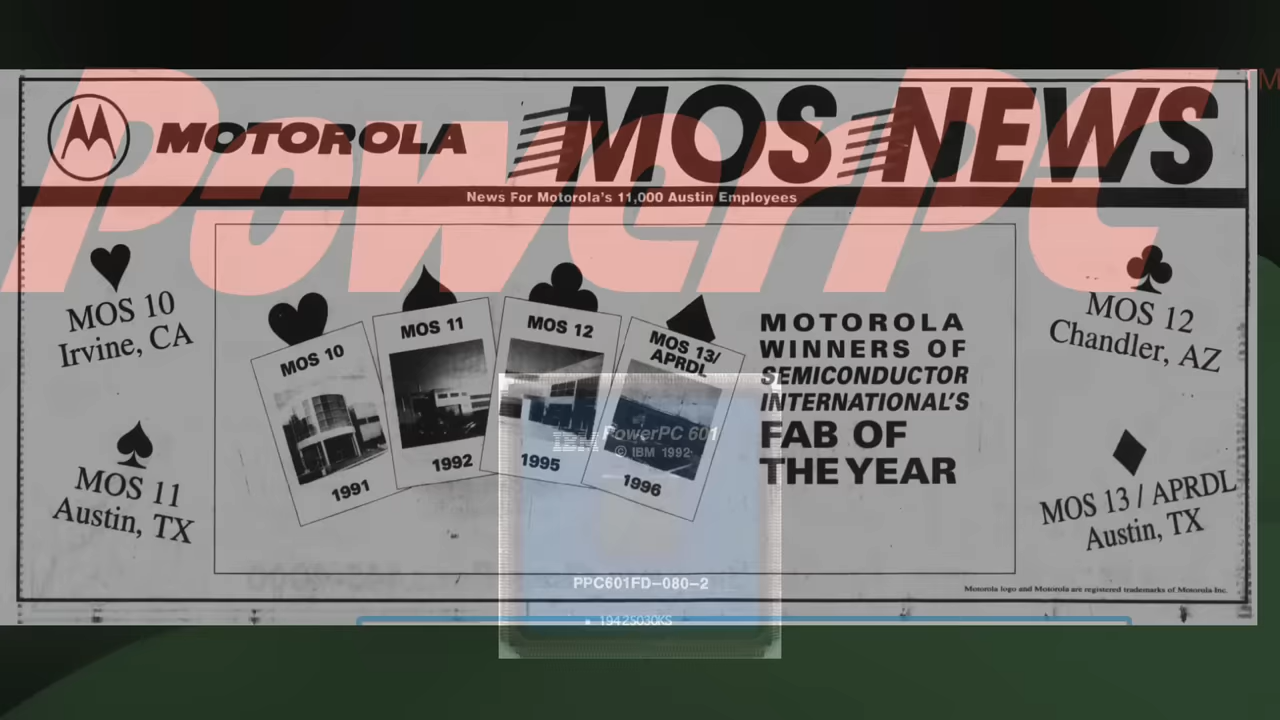 PowerPC
TM
MOTOROLA
MOS NEWS
News For Motorola's 11,000 Austin Employees
MOS 10
Irvine, CA
MOS 11
Austin, TX
MOS 10
1991
MOS 11
1992
MOS 12
1995
MOS 13/
APRDL
1996
MOTOROLA
WINNERS OF
SEMICONDUCTOR
INTERNATIONAL'S
FAB OF
THE YEAR
MOS 12
Chandler, AZ
MOS 13 / APRDL
Austin, TX
Motorola logo and Motorola are registered trademarks of Motorola Inc.
IBM
PowerPC 601
© IBM 1992
PPC601FD-080-2